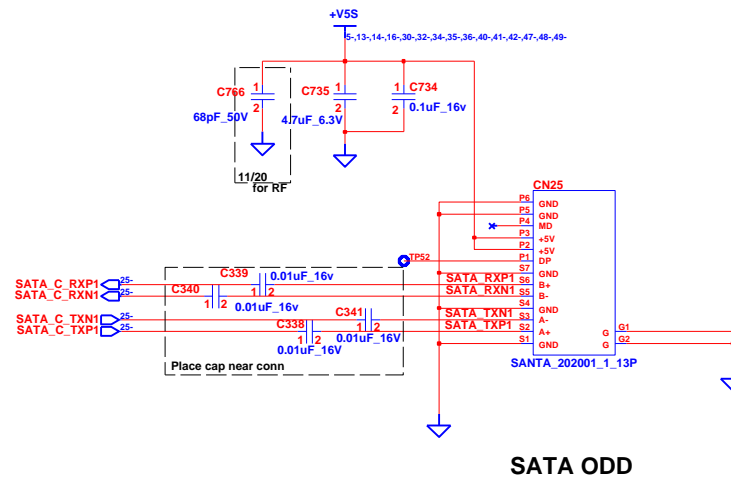 +V5S
5-,13-,14-,16-,30-,32-,34-,35-,36-,40-,41-,42-,47-,48-,49-
C766 1 2 68pF_50V
C735 1 2 4.7uF_6.3V
C734 1 2 0.1uF_16v
11/20
for RF
CN25
P6 GND
P5 GND
P4 MD
P3 +5V
P2 +5V
TP52 P1 DP
S7 GND
SATA_C_RXP1 25- C339 1 2 0.01uF_16v SATA_RXP1 S6 B+
SATA_C_RXN1 25- C340 1 2 0.01uF_16v SATA_RXN1 S5 B-
S4 GND
SATA_C_TXN1 25- C341 1 2 0.01uF_16V SATA_TXN1 S3 A-
SATA_C_TXP1 25- C338 1 2 0.01uF_16V SATA_TXP1 S2 A+
S1 GND
G G1
G G2
Place cap near conn
SANTA_202001_1_13P
SATA ODD